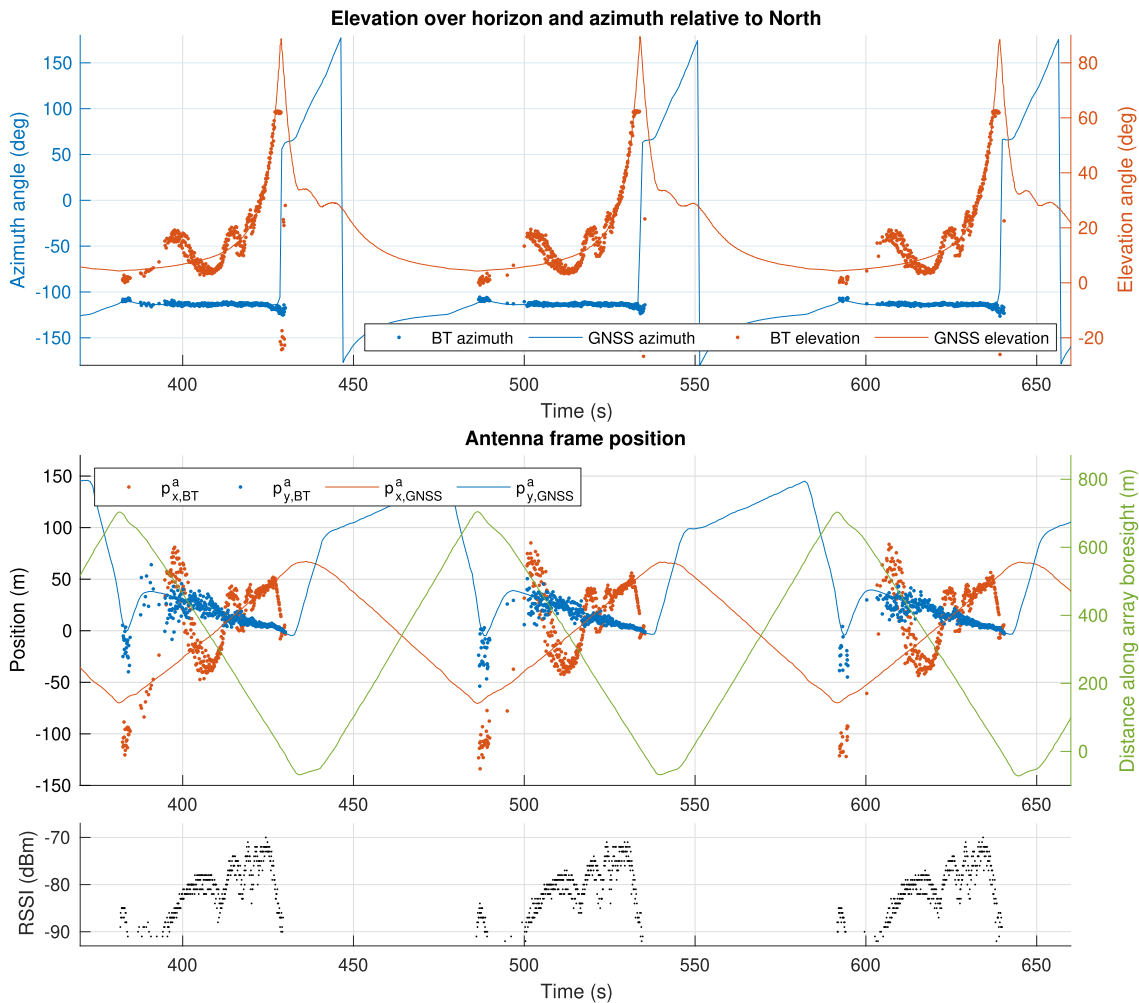 Elevation over horizon and azimuth relative to North
150
100
50
0
-50
-100
-150
Azimuth angle (deg)
80
60
40
20
0
-20
Elevation angle (deg)
BT azimuth GNSS azimuth BT elevation GNSS elevation
400 450 500 550 600 650
Time (s)
Antenna frame position
150
100
50
0
-50
-100
-150
Position (m)
800
600
400
200
0
Distance along array boresight (m)
p^a_x,BT p^a_y,BT p^a_x,GNSS p^a_y,GNSS
400 450 500 550 600 650
-70
-80
-90
RSSI (dBm)
400 450 500 550 600 650
Time (s)